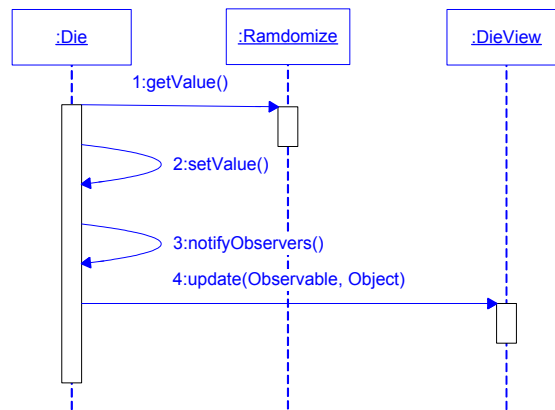 :Die
:Ramdomize
:DieView
1:getValue()
2:setValue()
3:notifyObservers()
4:update(Observable, Object)